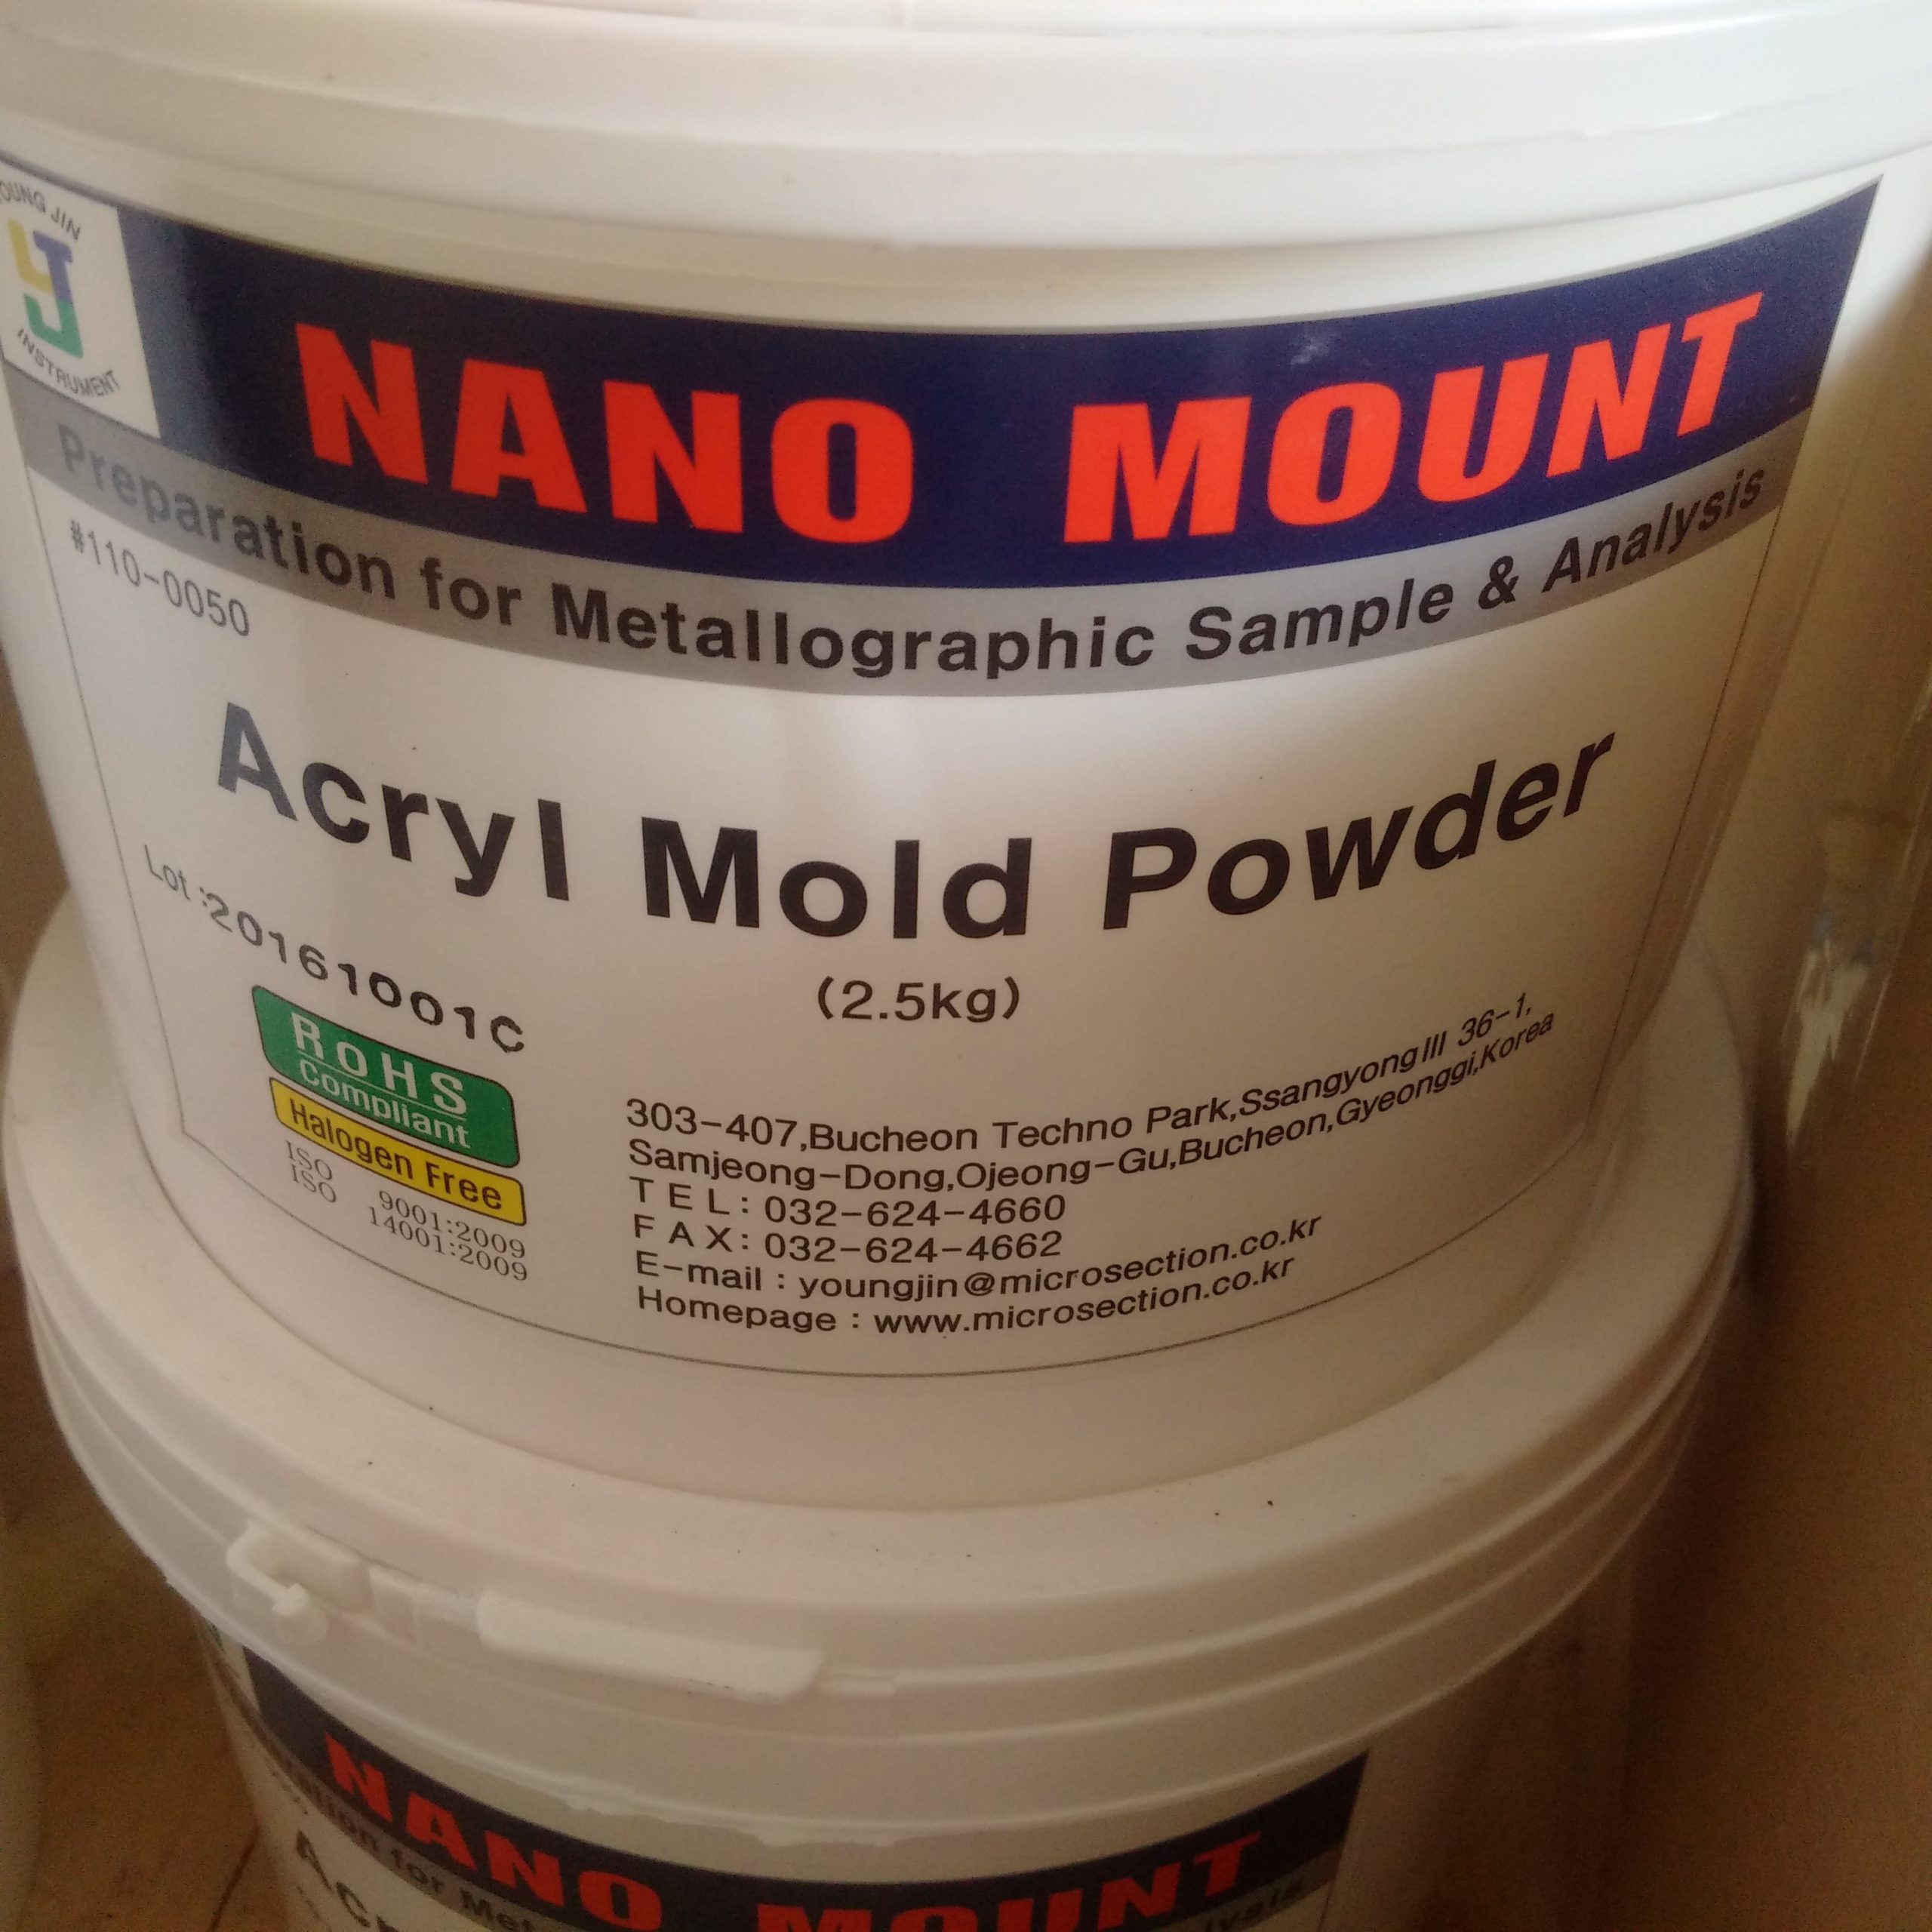 YOUNG JIN
INSTRUMENT
NANO MOUNT
Preparation for Metallographic Sample & Analysis
#110-0050
Acryl Mold Powder
(2.5kg)
Lot :20161001C
RoHS
Compliant
Halogen Free
ISO 9001:2009
ISO 14001:2009
303-407,Bucheon Techno Park,SsangyongIII 36-1,
Samjeong-Dong,Ojeong-Gu,Bucheon,Gyeonggi,Korea
TEL: 032-624-4660
FAX: 032-624-4662
E-mail : youngjin@microsection.co.kr
Homepage : www.microsection.co.kr
NANO MOUNT
for